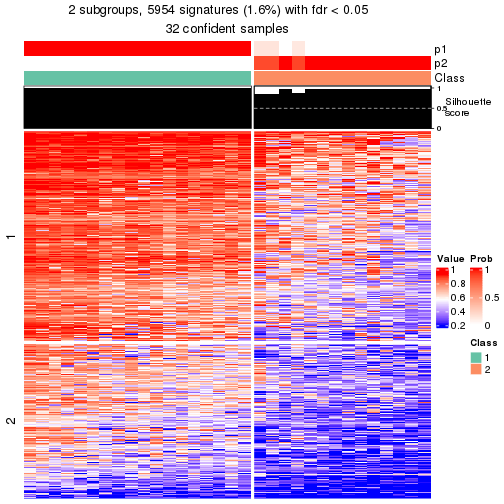 2 subgroups, 5954 signatures (1.6%) with fdr < 0.05
32 confident samples
p1
p2
Class
1
0.5
0
Silhouette
score
1
2
Value
1
0.8
0.6
0.4
0.2
Prob
1
0.5
0
Class
1
2